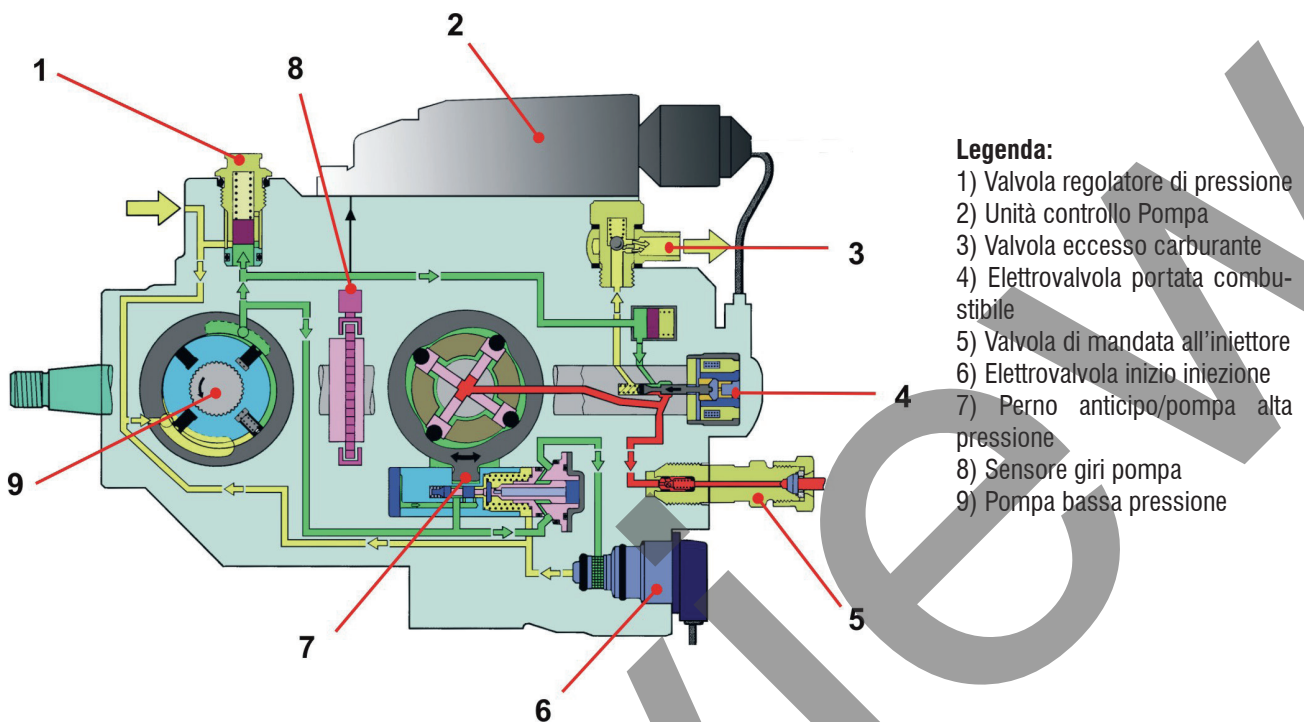 1
8
2
3
4
9
7
6
5
Legenda:
1) Valvola regolatore di pressione
2) Unità controllo Pompa
3) Valvola eccesso carburante
4) Elettrovalvola portata combu-
stibile
5) Valvola di mandata all'iniettore
6) Elettrovalvola inizio iniezione
7) Perno anticipo/pompa alta
pressione
8) Sensore giri pompa
9) Pompa bassa pressione